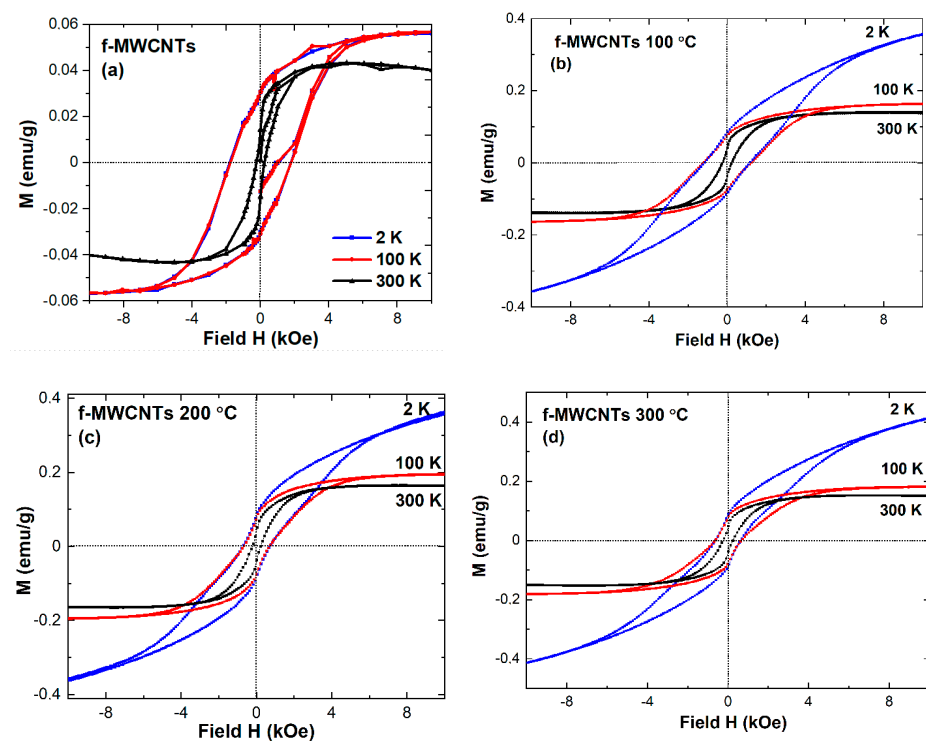 f-MWCNTs
(a)
M (emu/g)
0.06
0.04
0.02
0
-0.02
-0.04
-0.06
2 K
100 K
300 K
-8 -4 0 4 8
Field H (kOe)
f-MWCNTs 100 °C
(b)
M (emu/g)
0.4
0.2
0
-0.2
-0.4
2 K
100 K
300 K
-8 -4 0 4 8
Field H (kOe)
f-MWCNTs 200 °C
(c)
M (emu/g)
0.4
0.2
0
-0.2
-0.4
2 K
100 K
300 K
-8 -4 0 4 8
Field H (kOe)
f-MWCNTs 300 °C
(d)
M (emu/g)
0.4
0.2
0
-0.2
-0.4
2 K
100 K
300 K
-8 -4 0 4 8
Field H (kOe)